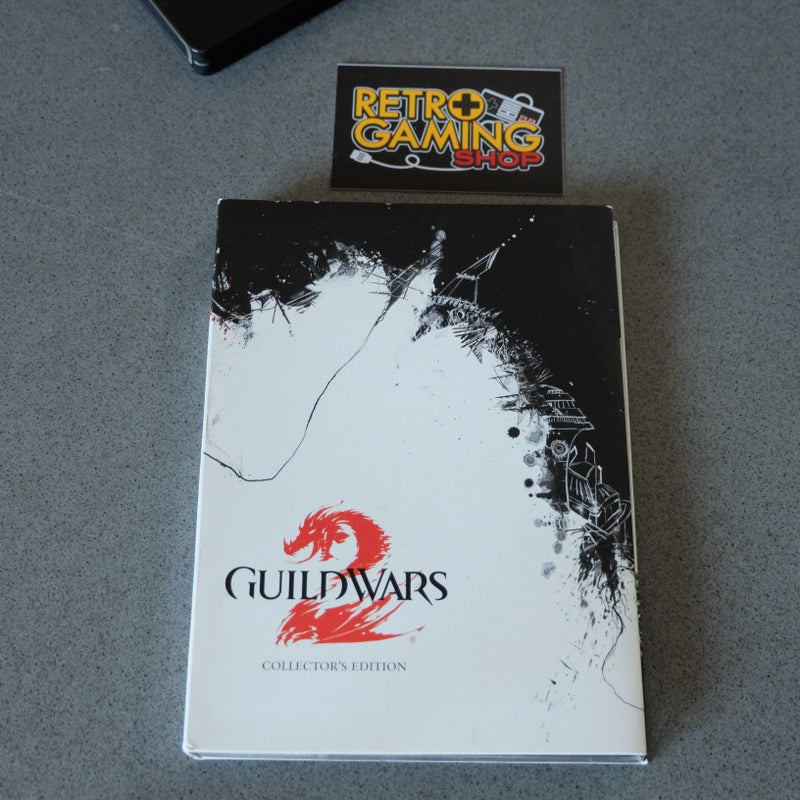 RETRO
GAMING
SHOP
GUILDWARS
2
®
COLLECTOR'S EDITION